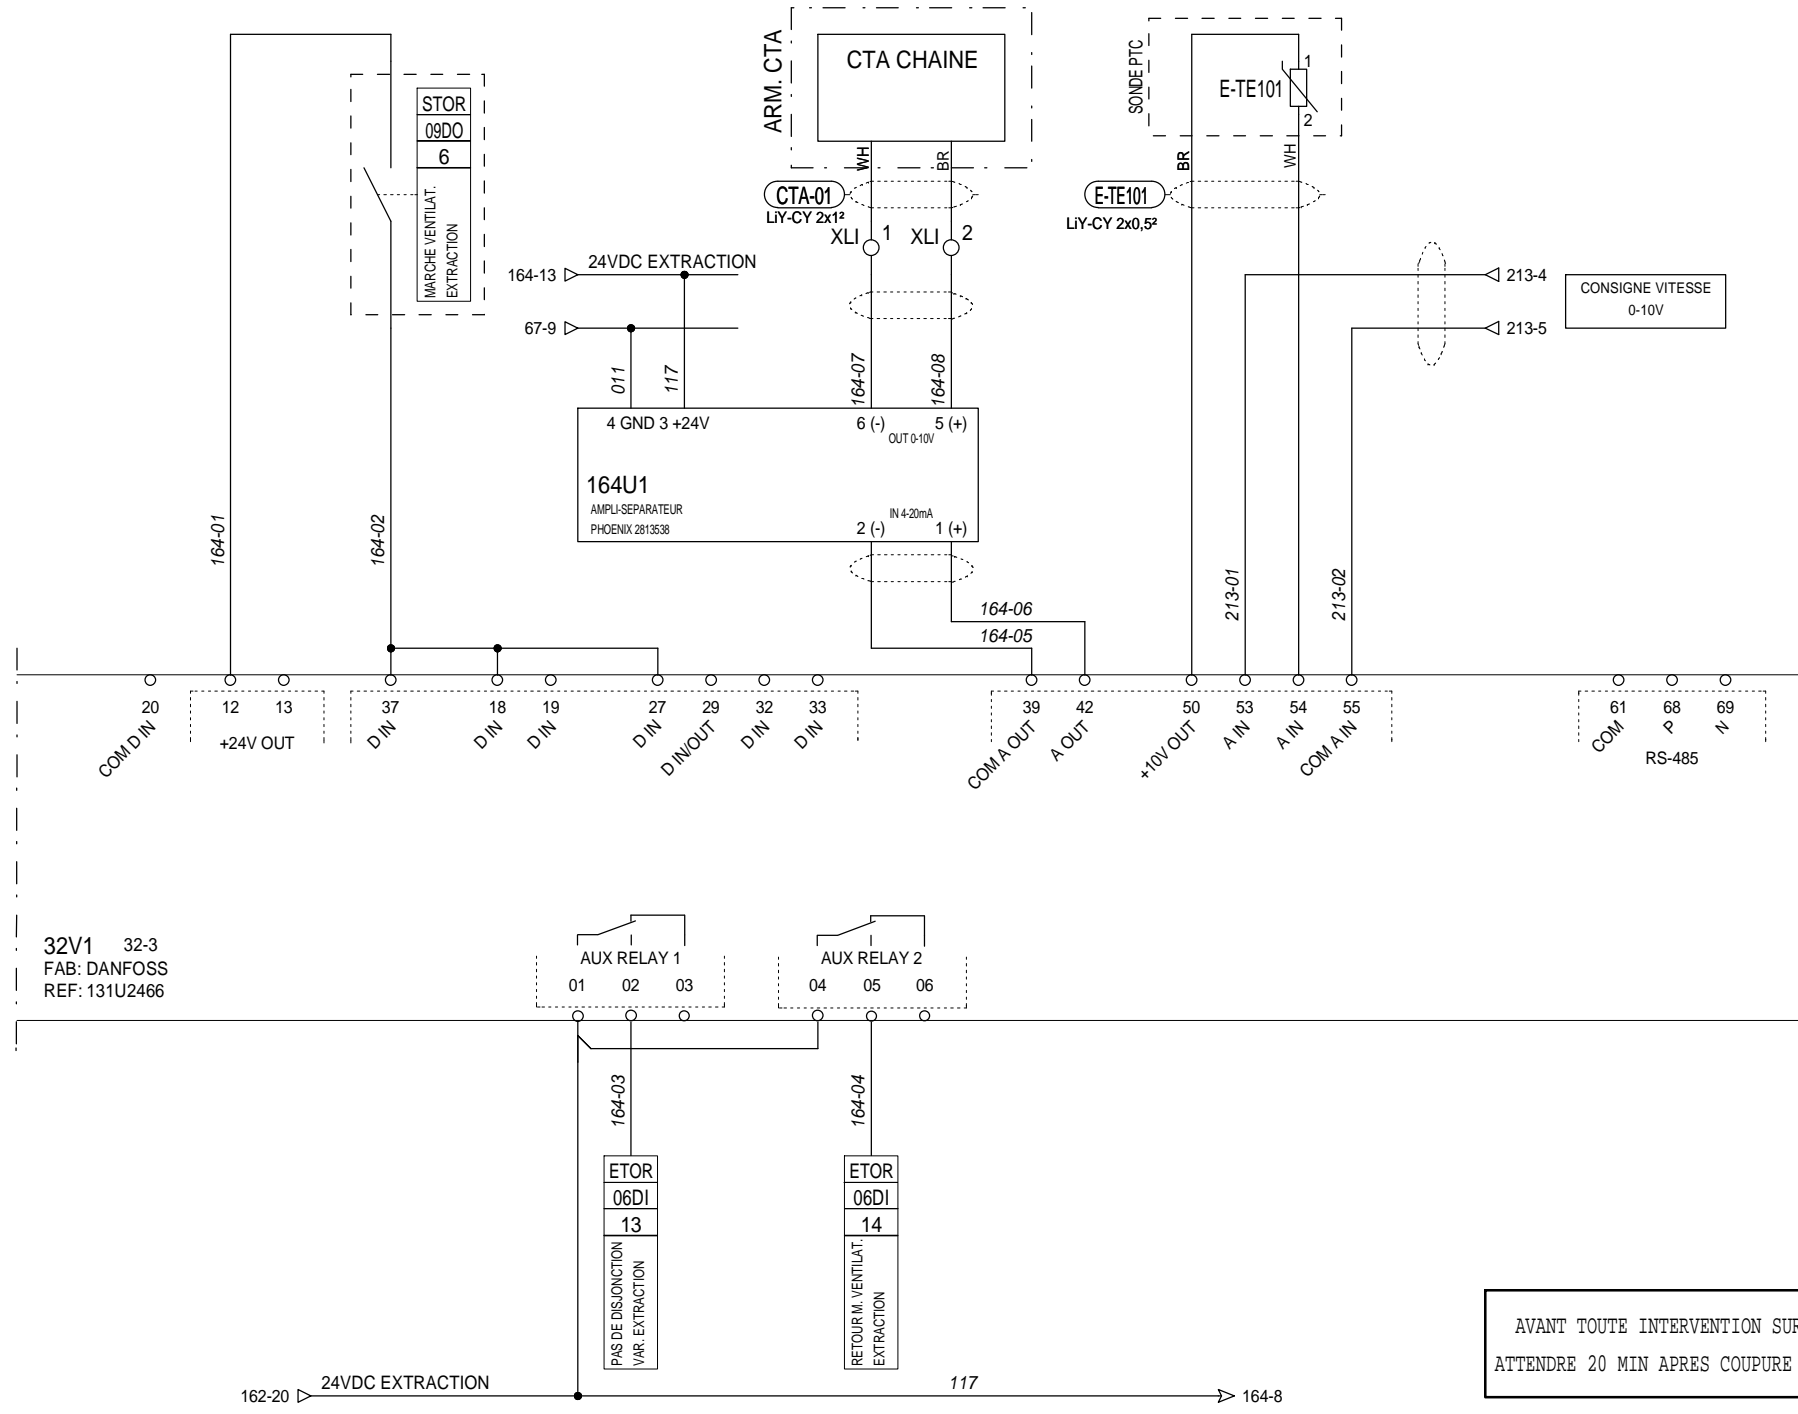 STOR
09DO
6
MARCHE VENTILAT.
EXTRACTION
164-01
164-02
ARM. CTA
CTA CHAINE
WH
BR
CTA-01
LiY-CY 2x1²
XLI
1
XLI
2
164-13
24VDC EXTRACTION
67-9
011
117
164-07
164-08
4 GND 3 +24V
6 (-)
5 (+)
OUT 0-10V
164U1
AMPLI-SEPARATEUR
PHOENIX 2813538
IN 4-20mA
2 (-)
1 (+)
164-06
164-05
SONDE PTC
E-TE101
1
2
BR
WH
E-TE101
LiY-CY 2x0,5²
213-4
213-5
CONSIGNE VITESSE
0-10V
213-01
213-02
20
COM D IN
12
13
+24V OUT
37
D IN
18
D IN
19
D IN
27
D IN
29
D IN/OUT
32
D IN
33
D IN
39
COM A OUT
42
A OUT
50
+10V OUT
53
A IN
54
A IN
55
COM A IN
61
COM
68
P
69
N
RS-485
32V1
32-3
FAB: DANFOSS
REF: 131U2466
AUX RELAY 1
01
02
03
AUX RELAY 2
04
05
06
164-03
164-04
ETOR
06DI
13
PAS DE DISJONCTION
VAR. EXTRACTION
ETOR
06DI
14
RETOUR M. VENTILAT.
EXTRACTION
162-20
24VDC EXTRACTION
117
164-8
AVANT TOUTE INTERVENTION SUR
ATTENDRE 20 MIN APRES COUPURE